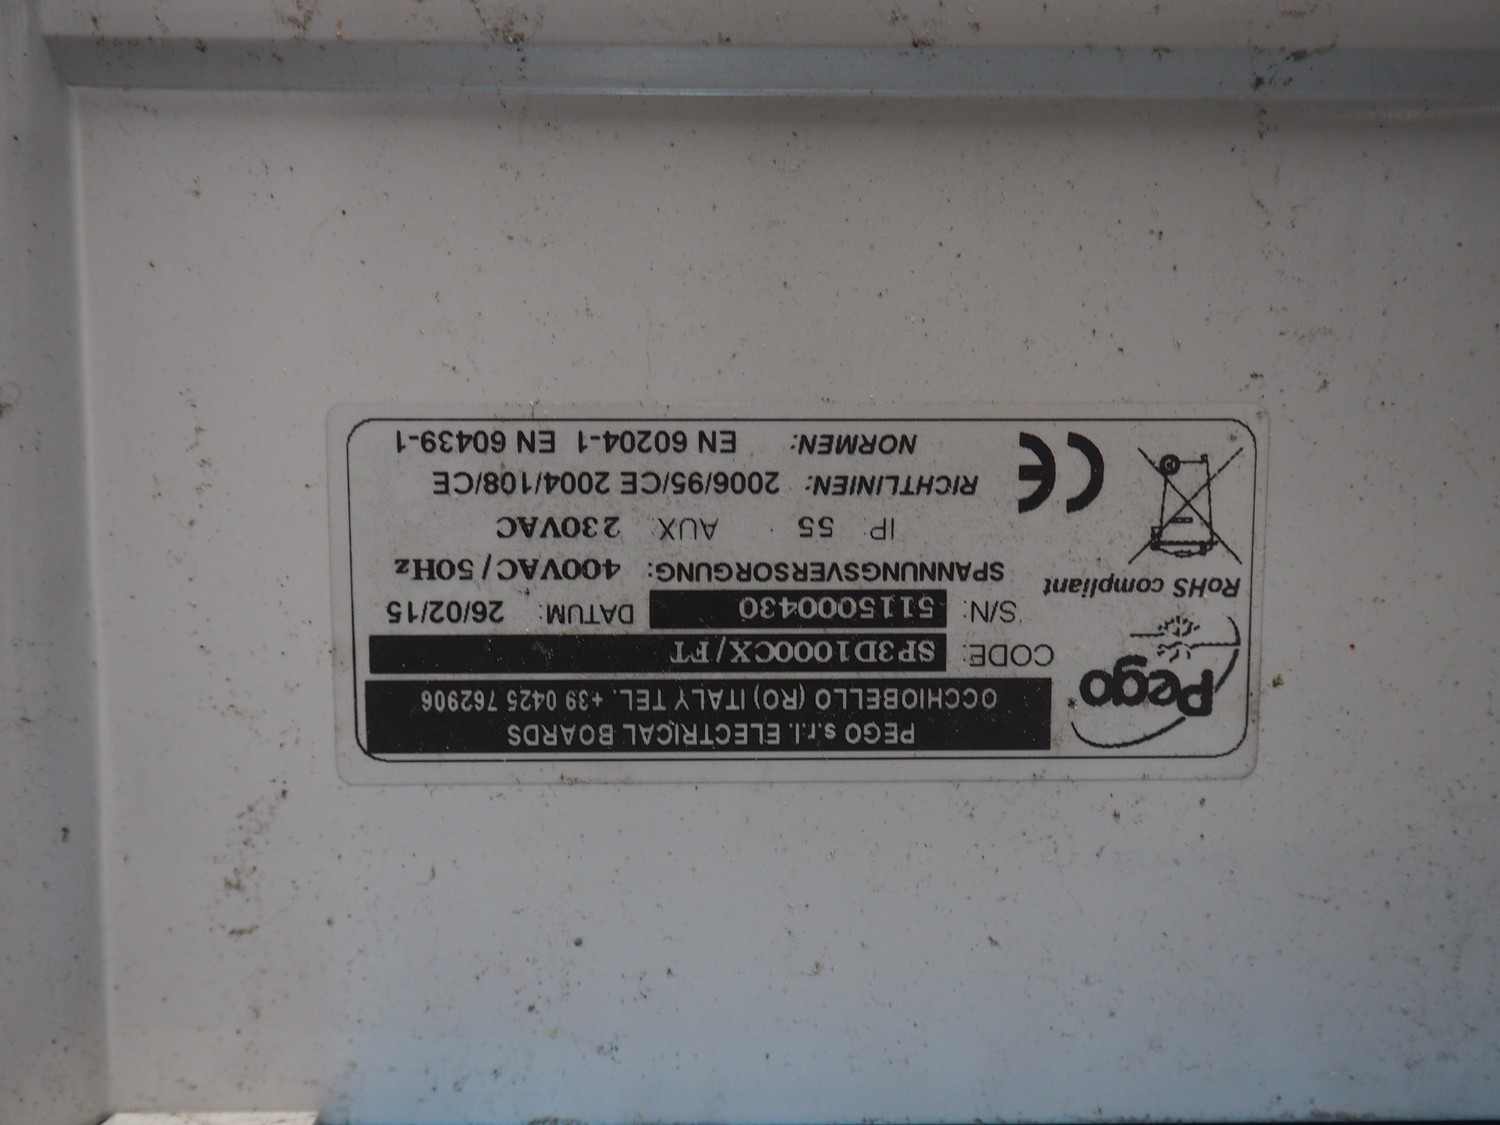 PEGO s.r.l. ELECTRICAL BOARDS
OCCHIOBELLO (RO) ITALY TEL. +39 0425 762906
Pego
CODE: SP3D1000CX/FT
S/N: 5115000430 DATUM: 26/02/15
RoHS compliant
SPANNUNGSVERSORGUNG: 400VAC/50Hz
IP: 55 AUX: 230VAC
RICHTLINIEN: 2006/95/CE 2004/108/CE
CE
NORMEN: EN 60204-1 EN 60439-1